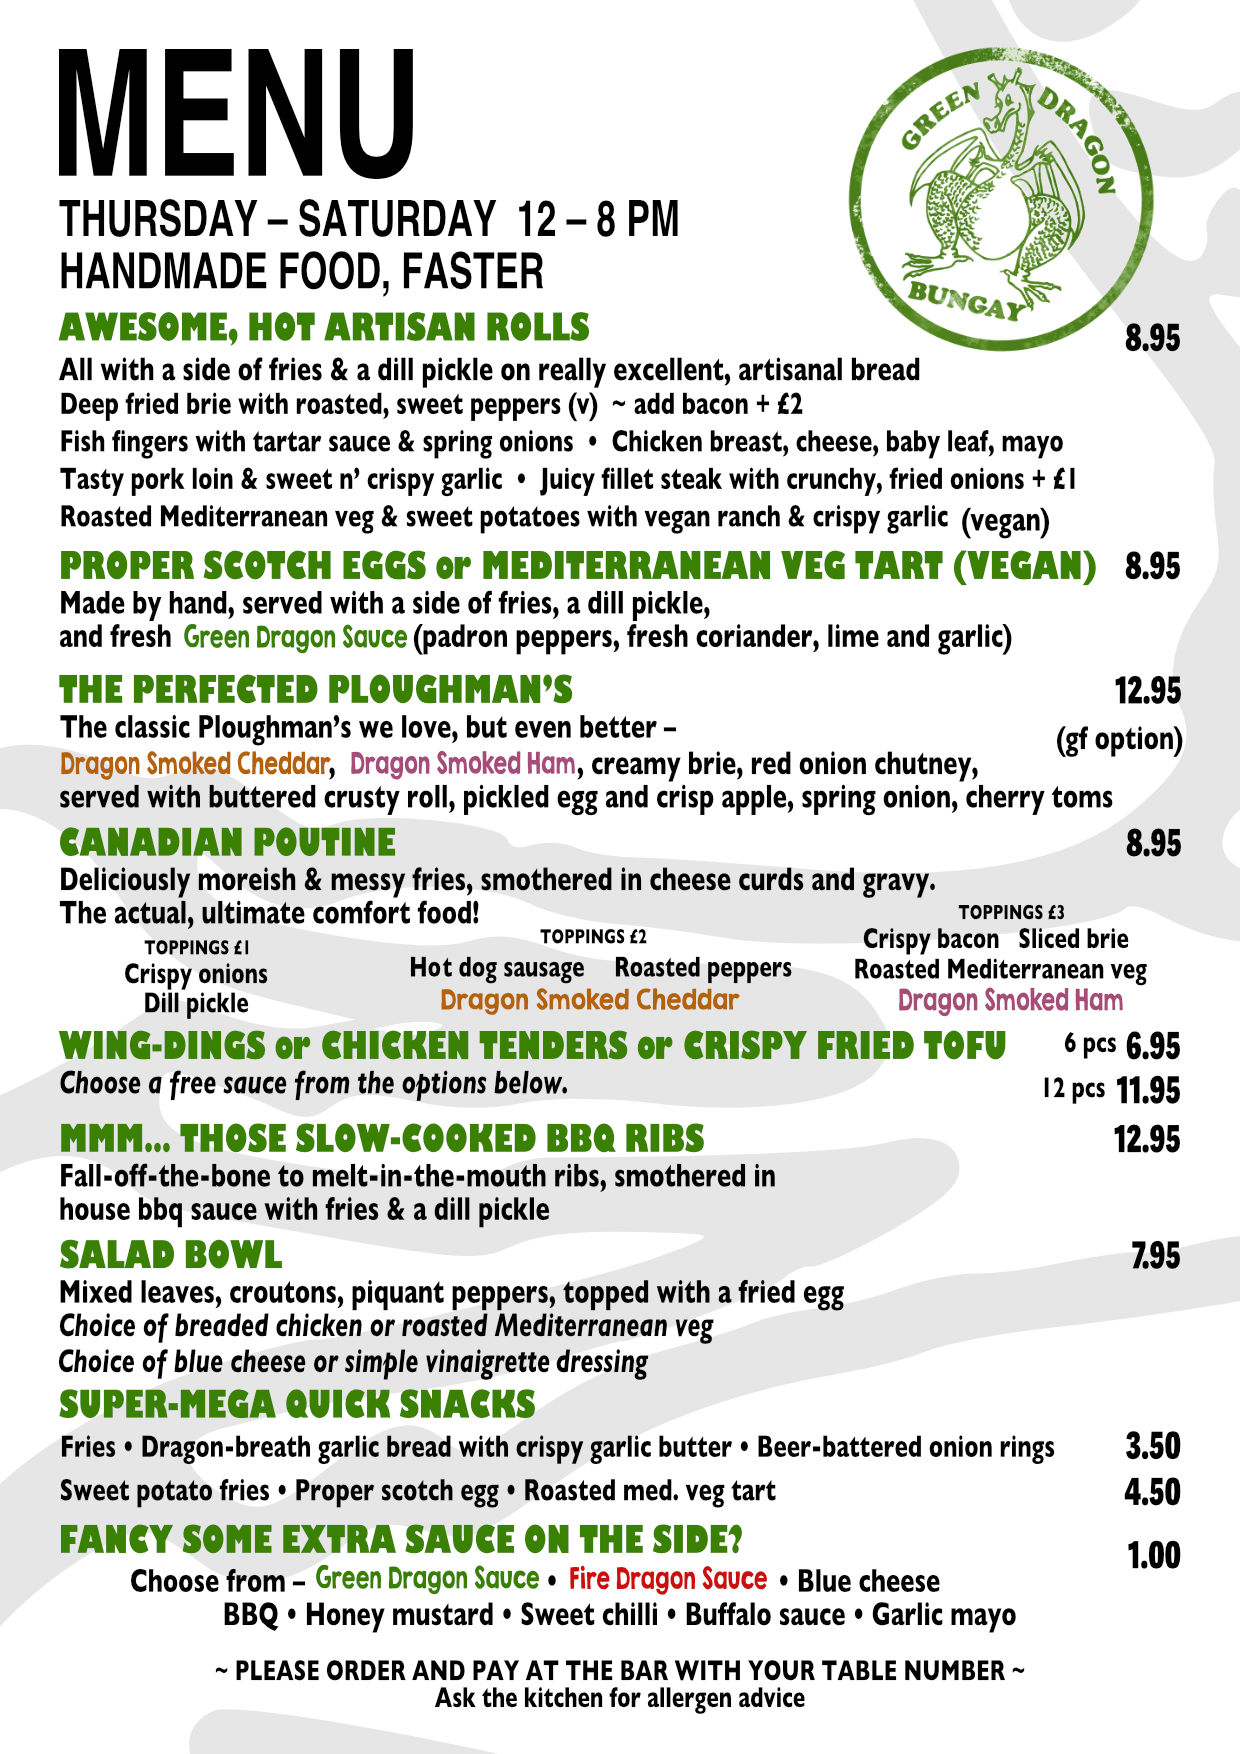 MENU
THURSDAY – SATURDAY 12 – 8 PM
HANDMADE FOOD, FASTER
GREEN DRAGON
BUNGAY
AWESOME, HOT ARTISAN ROLLS 8.95
All with a side of fries & a dill pickle on really excellent, artisanal bread
Deep fried brie with roasted, sweet peppers (v) ~ add bacon + £2
Fish fingers with tartar sauce & spring onions • Chicken breast, cheese, baby leaf, mayo
Tasty pork loin & sweet n’ crispy garlic • Juicy fillet steak with crunchy, fried onions + £1
Roasted Mediterranean veg & sweet potatoes with vegan ranch & crispy garlic (vegan)
PROPER SCOTCH EGGS or MEDITERRANEAN VEG TART (VEGAN) 8.95
Made by hand, served with a side of fries, a dill pickle,
and fresh Green Dragon Sauce (padron peppers, fresh coriander, lime and garlic)
THE PERFECTED PLOUGHMAN’S 12.95
The classic Ploughman’s we love, but even better –
(gf option)
Dragon Smoked Cheddar, Dragon Smoked Ham, creamy brie, red onion chutney,
served with buttered crusty roll, pickled egg and crisp apple, spring onion, cherry toms
CANADIAN POUTINE 8.95
Deliciously moreish & messy fries, smothered in cheese curds and gravy.
The actual, ultimate comfort food!
TOPPINGS £1
Crispy onions
Dill pickle
TOPPINGS £2
Hot dog sausage Roasted peppers
Dragon Smoked Cheddar
TOPPINGS £3
Crispy bacon Sliced brie
Roasted Mediterranean veg
Dragon Smoked Ham
WING-DINGS or CHICKEN TENDERS or CRISPY FRIED TOFU 6 pcs 6.95
Choose a free sauce from the options below. 12 pcs 11.95
MMM... THOSE SLOW-COOKED BBQ RIBS 12.95
Fall-off-the-bone to melt-in-the-mouth ribs, smothered in
house bbq sauce with fries & a dill pickle
SALAD BOWL 7.95
Mixed leaves, croutons, piquant peppers, topped with a fried egg
Choice of breaded chicken or roasted Mediterranean veg
Choice of blue cheese or simple vinaigrette dressing
SUPER-MEGA QUICK SNACKS
Fries • Dragon-breath garlic bread with crispy garlic butter • Beer-battered onion rings 3.50
Sweet potato fries • Proper scotch egg • Roasted med. veg tart 4.50
FANCY SOME EXTRA SAUCE ON THE SIDE? 1.00
Choose from – Green Dragon Sauce • Fire Dragon Sauce • Blue cheese
BBQ • Honey mustard • Sweet chilli • Buffalo sauce • Garlic mayo
~ PLEASE ORDER AND PAY AT THE BAR WITH YOUR TABLE NUMBER ~
Ask the kitchen for allergen advice